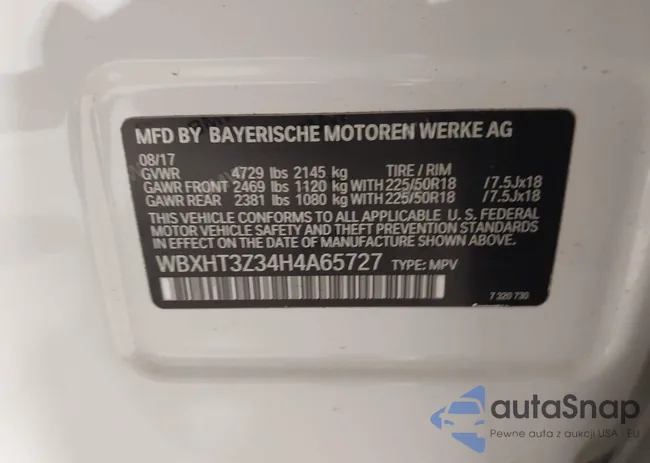 MFD BY BAYERISCHE MOTOREN WERKE AG
08/17
GVWR 4729 lbs 2145 kg TIRE / RIM
GAWR FRONT 2469 lbs 1120 kg WITH 225/50R18 /7.5Jx18
GAWR REAR 2381 lbs 1080 kg WITH 225/50R18 /7.5Jx18
THIS VEHICLE CONFORMS TO ALL APPLICABLE U. S. FEDERAL
MOTOR VEHICLE SAFETY STANDARDS IN EFFECT ON THE
DATE OF MANUFACTURE SHOWN ABOVE.
WBXHT3Z34H4A65727 TYPE: MPV
7 320 730
autaSnap
Pewne auta z aukcji USA - EU